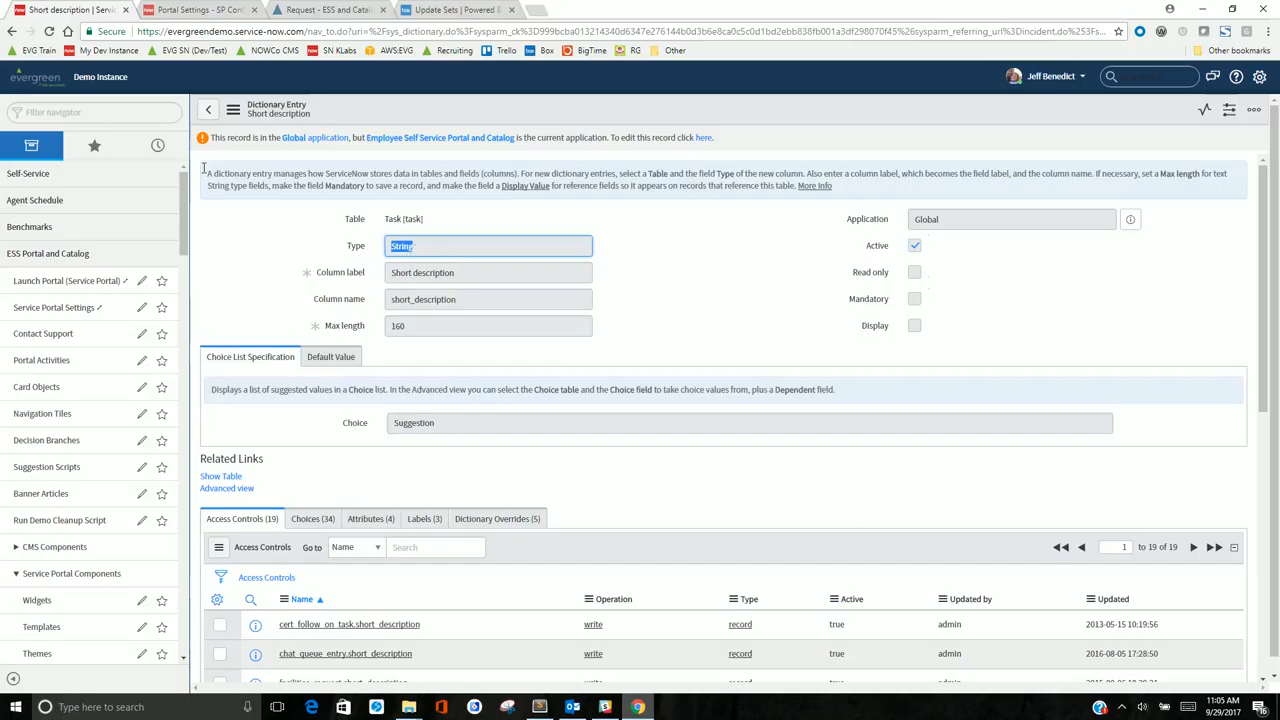 Short description | Servic
Portal Settings - SP Conf
Request - ESS and Catal
Update Sets | Powered B
Secure
https://evergreendemo.service-now.com/nav_to.do?uri=%2Fsys_dictionary.do%3Fsysparm_ck%3D999bcba213140340d6347e276144b0d3b6e8ca0c5c0d1bd2bb838fb001a3df298070f45%26sysparm_referring_url%3Dincident.do%253Fs...
EVG Train
My Dev Instance
EVG SN (Dev/Test)
NOWCo
SN KLabs
AWS:EVG
Recruiting
Trello
Box
BigTime
RG
Other
Other bookmarks
evergreen
Demo Instance
Jeff Benedict
Filter navigator
Self-Service
Agent Schedule
Benchmarks
ESS Portal and Catalog
Launch Portal (Service Portal)
Service Portal Settings
Contact Support
Portal Activities
Card Objects
Navigation Tiles
Decision Branches
Suggestion Scripts
Banner Articles
Run Demo Cleanup Script
CMS Components
Service Portal Components
Widgets
Templates
Themes
Dictionary Entry
Short description
This record is in the Global application, but Employee Self Service Portal and Catalog is the current application. To edit this record click here.
A dictionary entry manages how ServiceNow stores data in tables and fields (columns). For new dictionary entries, select a Table and the field Type of the new column. Also enter a column label, which becomes the field label, and the column name. If necessary, set a Max length for text
String type fields, make the field Mandatory to save a record, and make the field a Display Value for reference fields so it appears on records that reference this table. More Info
Table Task [task]
Type String
Column label Short description
Column name short_description
Max length 160
Application Global
Active
Read only
Mandatory
Display
Choice List Specification Default Value
Displays a list of suggested values in a Choice list. In the Advanced view you can select the Choice table and the Choice field to take choice values from, plus a Dependent field.
Choice Suggestion
Related Links
Show Table
Advanced view
Access Controls (19) Choices (34) Attributes (4) Labels (3) Dictionary Overrides (5)
Access Controls Go to Name Search 1 to 19 of 19
Access Controls
Name Operation Type Active Updated by Updated
cert_follow_on_task.short_description write record true admin 2013-05-15 10:19:56
chat_queue_entry.short_description write record true admin 2016-08-05 17:28:50
Type here to search
11:05 AM
9/29/2017